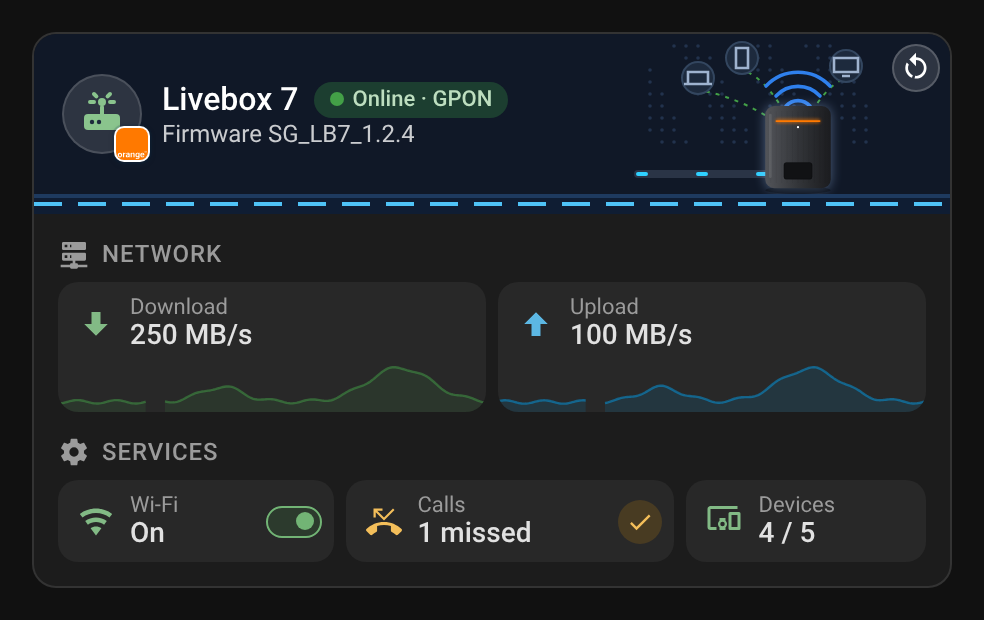 Livebox 7
Online · GPON
Firmware SG_LB7_1.2.4
orange
NETWORK
Download
250 MB/s
Upload
100 MB/s
SERVICES
Wi-Fi
On
Calls
1 missed
Devices
4 / 5